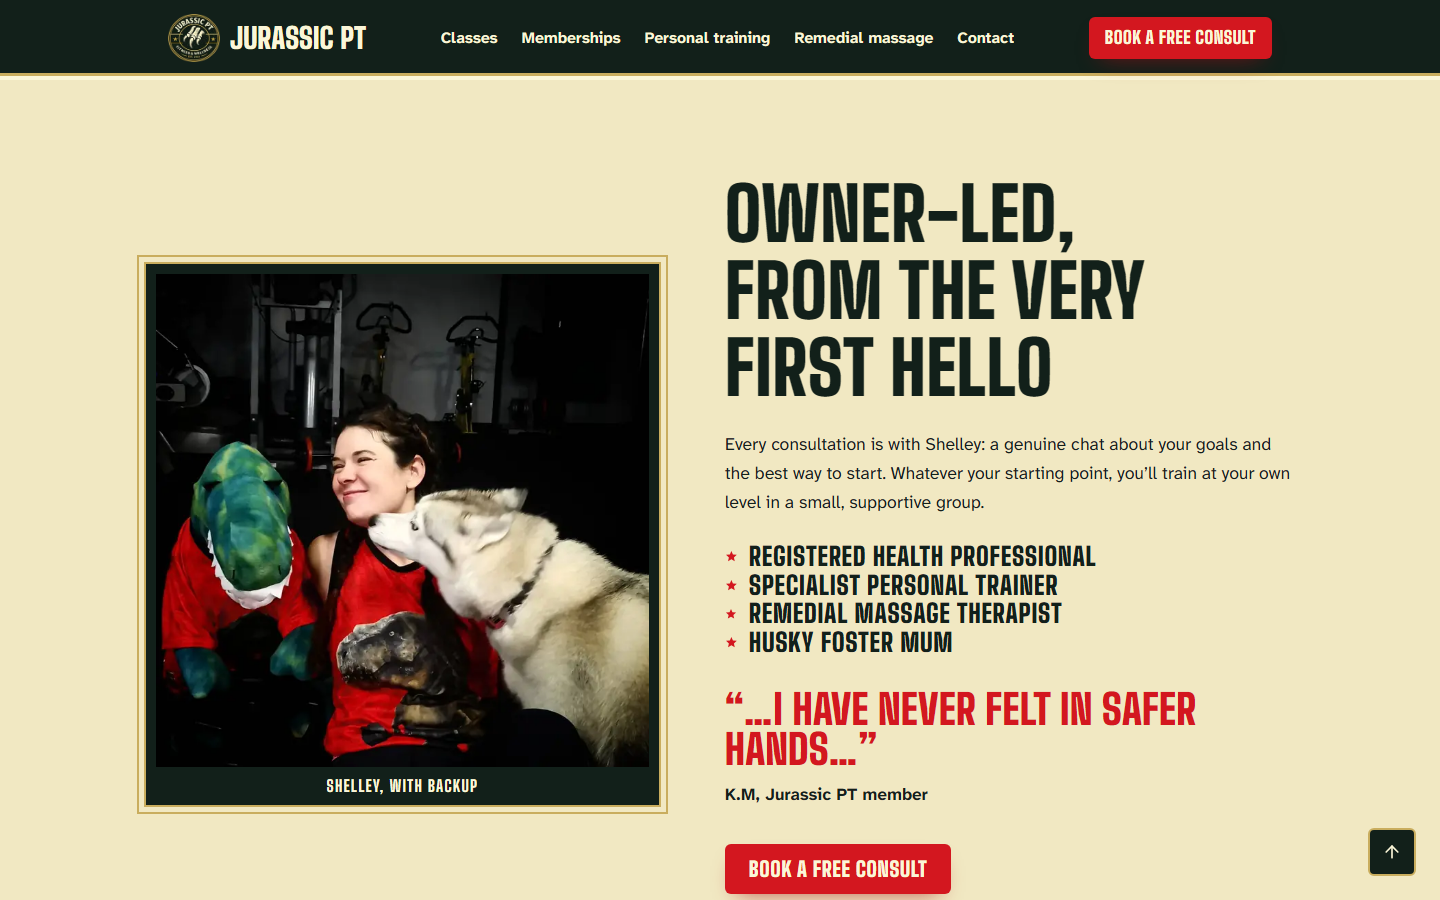 JURASSIC PT
JURASSIC PT
Classes
Memberships
Personal training
Remedial massage
Contact
BOOK A FREE CONSULT
OWNER-LED,
FROM THE VERY
FIRST HELLO
Every consultation is with Shelley: a genuine chat about your goals and
the best way to start. Whatever your starting point, you’ll train at your own
level in a small, supportive group.
REGISTERED HEALTH PROFESSIONAL
SPECIALIST PERSONAL TRAINER
REMEDIAL MASSAGE THERAPIST
HUSKY FOSTER MUM
“...I HAVE NEVER FELT IN SAFER
HANDS...”
K.M, Jurassic PT member
BOOK A FREE CONSULT
SHELLEY, WITH BACKUP